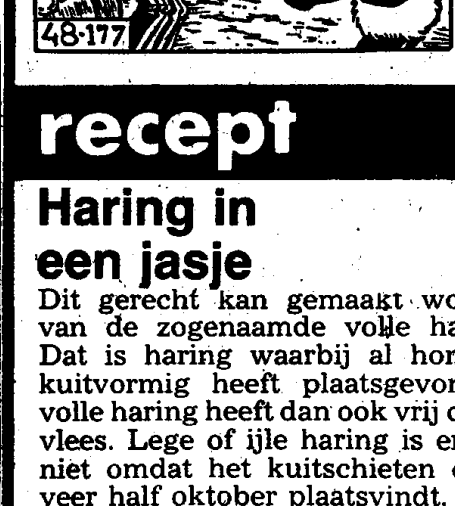 48-177
recept
Haring in
een jasje
Dit gerecht kan gemaakt wo
van de zogenaamde volle ha
Dat is haring waarbij al hor
kuitvormig heeft plaatsgevor
volle haring heeft dan ook vrij
vlees. Lege of ijle haring is er
niet omdat het kuitschieten
veer half oktober plaatsvindt.